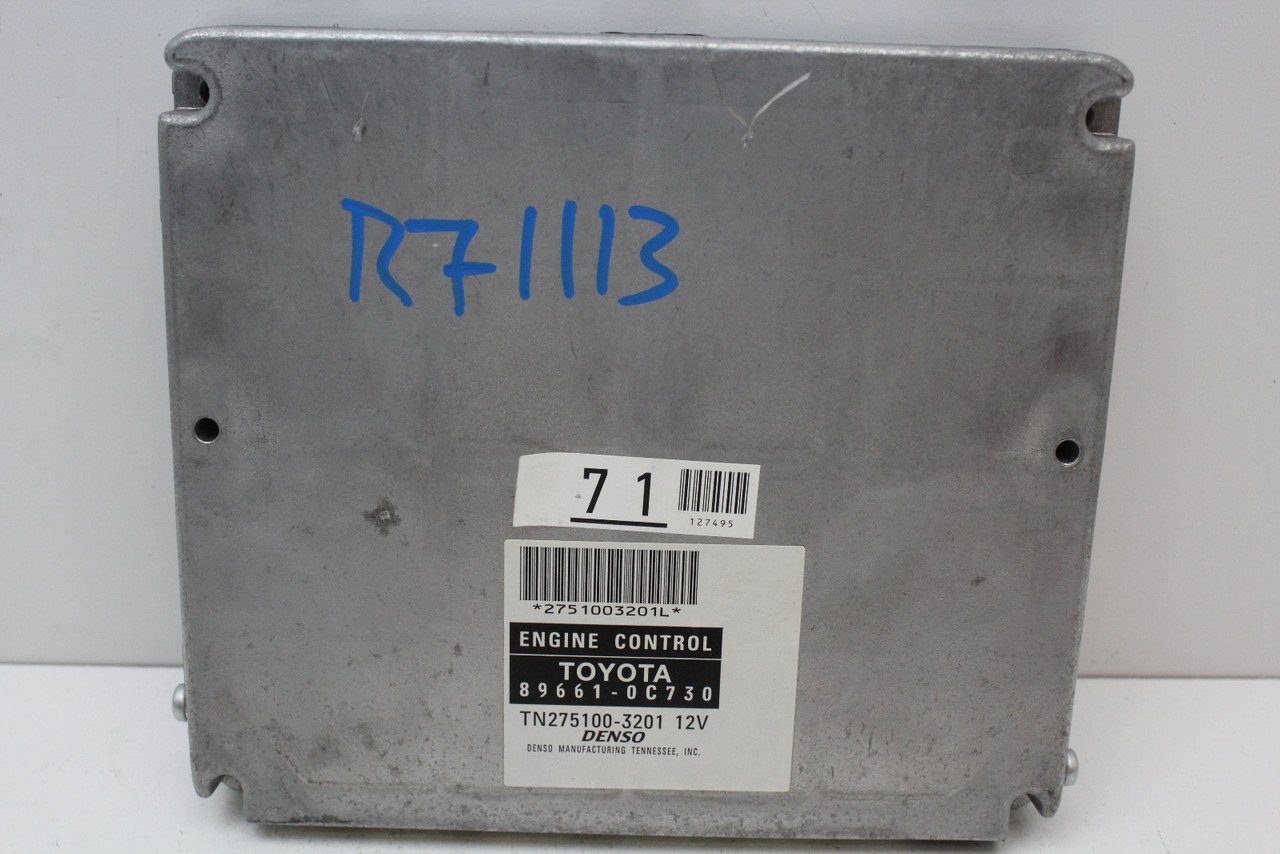 R71113
71
127495
*2751003201L*
ENGINE CONTROL
TOYOTA
89661-0C730
TN275100-3201 12V
DENSO
DENSO MANUFACTURING TENNESSEE, INC.